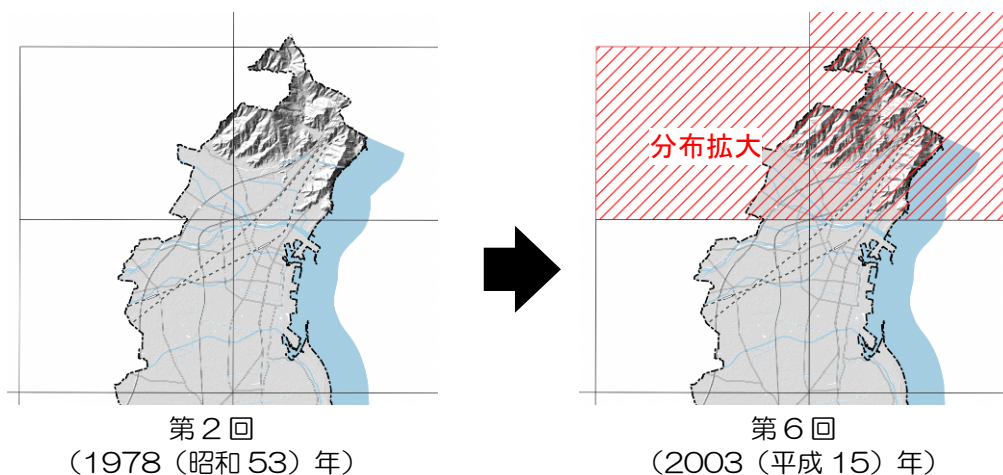 分布拡大
第2回
（1978（昭和 53）年）
第6回
（2003（平成 15）年）